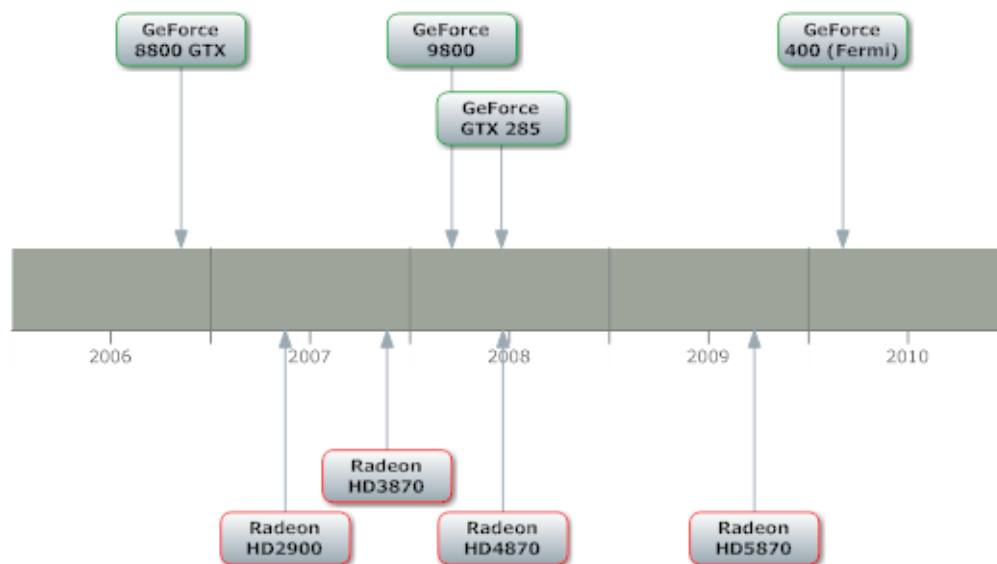 GeForce
8800 GTX
GeForce
9800
GeForce
400 (Fermi)
GeForce
GTX 285
2006
2007
2008
2009
2010
Radeon
HD3870
Radeon
HD2900
Radeon
HD4870
Radeon
HD5870